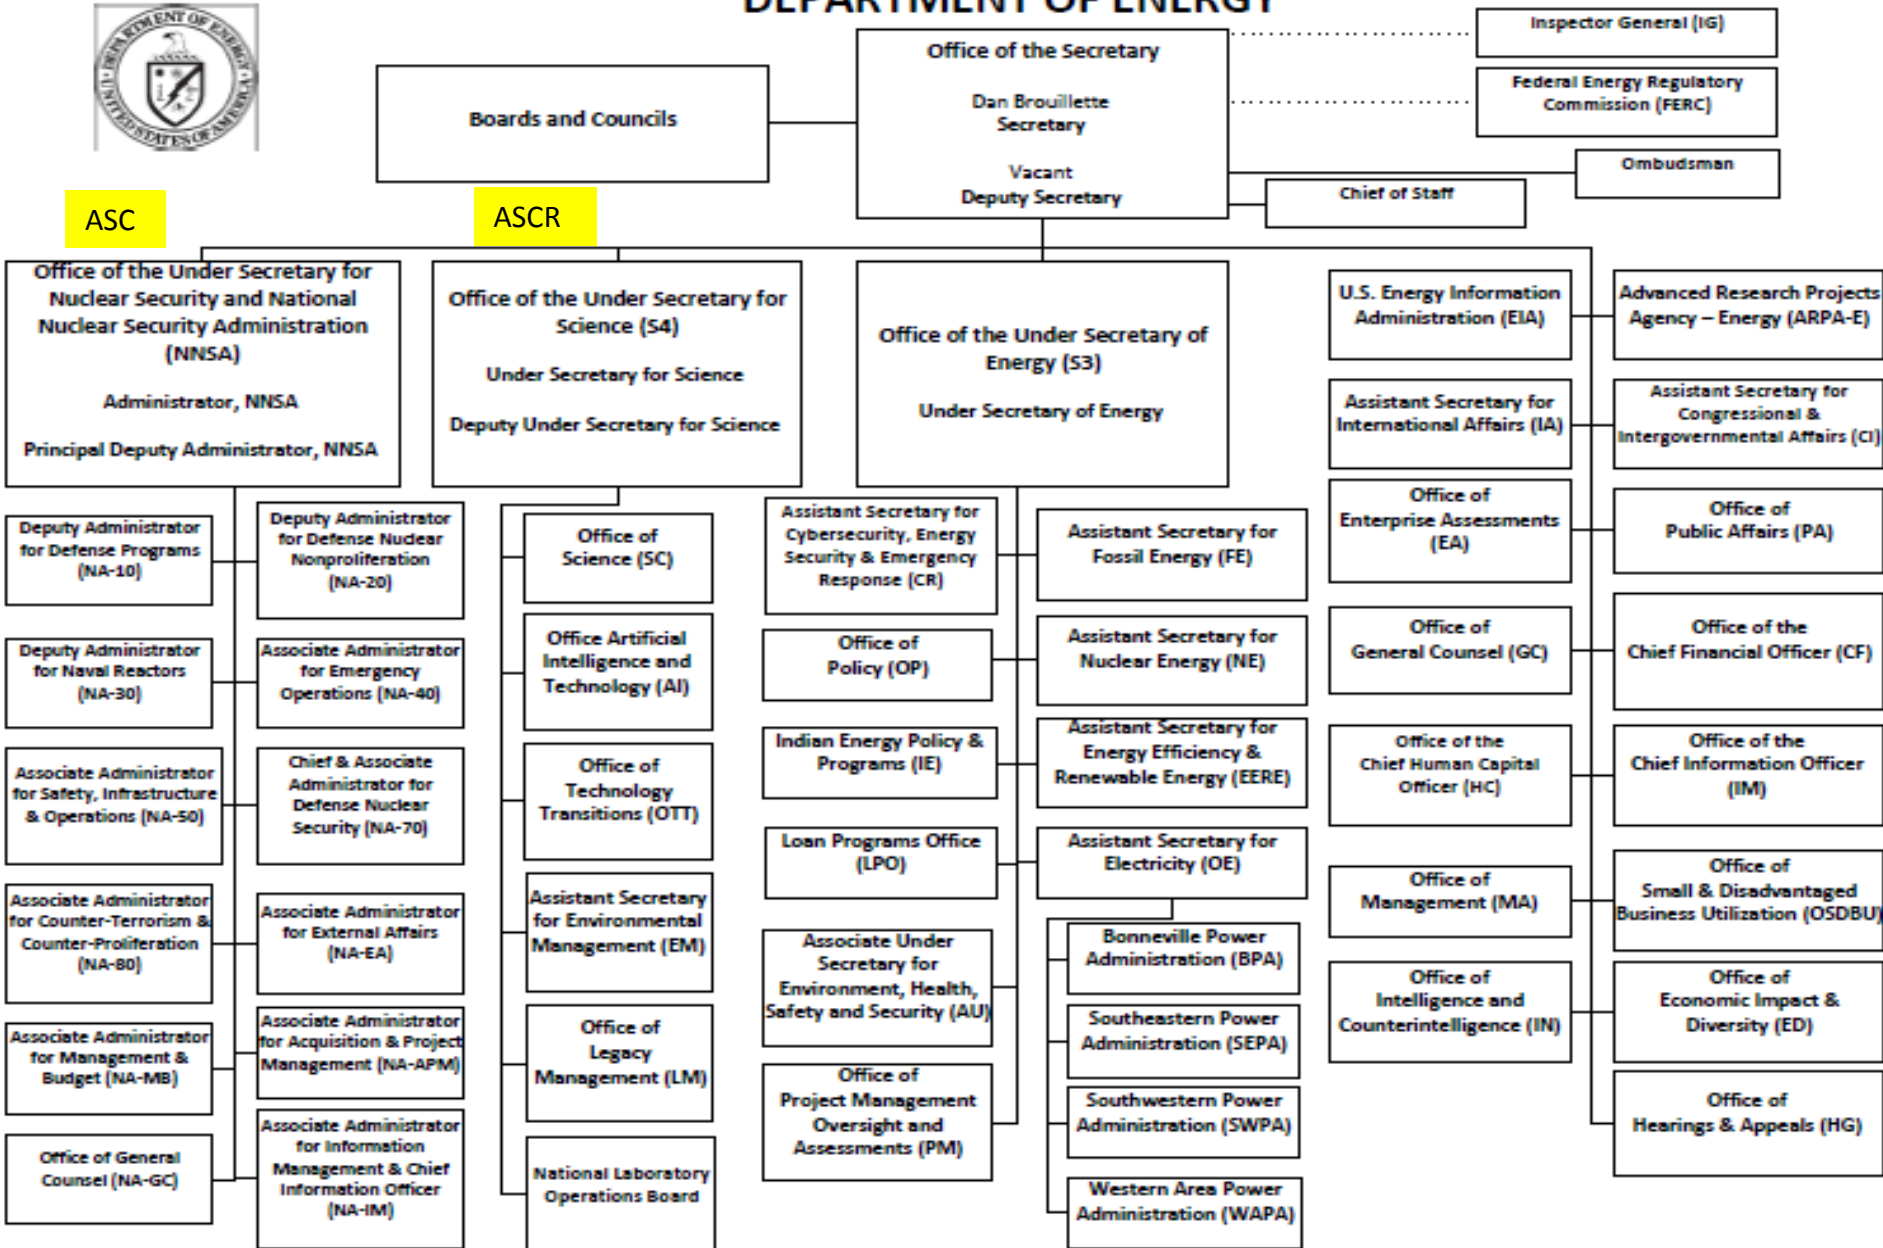 DEPARTMENT OF ENERGY
DEPARTMENT OF ENERGY
UNITED STATES OF AMERICA
Office of the Secretary
Dan Brouillette
Secretary
Vacant
Deputy Secretary
Boards and Councils
Inspector General (IG)
Federal Energy Regulatory
Commission (FERC)
Ombudsman
Chief of Staff
ASC
ASCR
Office of the Under Secretary for
Nuclear Security and National
Nuclear Security Administration
(NNSA)
Administrator, NNSA
Principal Deputy Administrator, NNSA
Office of the Under Secretary for
Science (S4)
Under Secretary for Science
Deputy Under Secretary for Science
Office of the Under Secretary of
Energy (S3)
Under Secretary of Energy
Deputy Administrator
for Defense Programs
(NA-10)
Deputy Administrator
for Defense Nuclear
Nonproliferation
(NA-20)
Deputy Administrator
for Naval Reactors
(NA-30)
Associate Administrator
for Emergency
Operations (NA-40)
Associate Administrator
for Safety, Infrastructure
& Operations (NA-50)
Chief & Associate
Administrator for
Defense Nuclear
Security (NA-70)
Associate Administrator
for Counter-Terrorism &
Counter-Proliferation
(NA-80)
Associate Administrator
for External Affairs
(NA-EA)
Associate Administrator
for Management &
Budget (NA-MB)
Associate Administrator
for Acquisition & Project
Management (NA-APM)
Office of General
Counsel (NA-GC)
Associate Administrator
for Information
Management & Chief
Information Officer
(NA-IM)
Office of
Science (SC)
Office Artificial
Intelligence and
Technology (AI)
Office of
Technology
Transitions (OTT)
Assistant Secretary
for Environmental
Management (EM)
Office of
Legacy
Management (LM)
National Laboratory
Operations Board
Assistant Secretary for
Cybersecurity, Energy
Security & Emergency
Response (CR)
Assistant Secretary for
Fossil Energy (FE)
Office of
Policy (OP)
Assistant Secretary for
Nuclear Energy (NE)
Indian Energy Policy &
Programs (IE)
Assistant Secretary for
Energy Efficiency &
Renewable Energy (EERE)
Loan Programs Office
(LPO)
Assistant Secretary for
Electricity (OE)
Associate Under
Secretary for
Environment, Health,
Safety and Security (AU)
Office of
Project Management
Oversight and
Assessments (PM)
Bonneville Power
Administration (BPA)
Southeastern Power
Administration (SEPA)
Southwestern Power
Administration (SWPA)
Western Area Power
Administration (WAPA)
U.S. Energy Information
Administration (EIA)
Advanced Research Projects
Agency – Energy (ARPA-E)
Assistant Secretary for
International Affairs (IA)
Assistant Secretary for
Congressional &
Intergovernmental Affairs (CI)
Office of
Enterprise Assessments
(EA)
Office of
Public Affairs (PA)
Office of
General Counsel (GC)
Office of the
Chief Financial Officer (CF)
Office of the
Chief Human Capital
Officer (HC)
Office of the
Chief Information Officer
(IM)
Office of
Management (MA)
Office of
Small & Disadvantaged
Business Utilization (OSDBU)
Office of
Intelligence and
Counterintelligence (IN)
Office of
Economic Impact &
Diversity (ED)
Office of
Hearings & Appeals (HG)